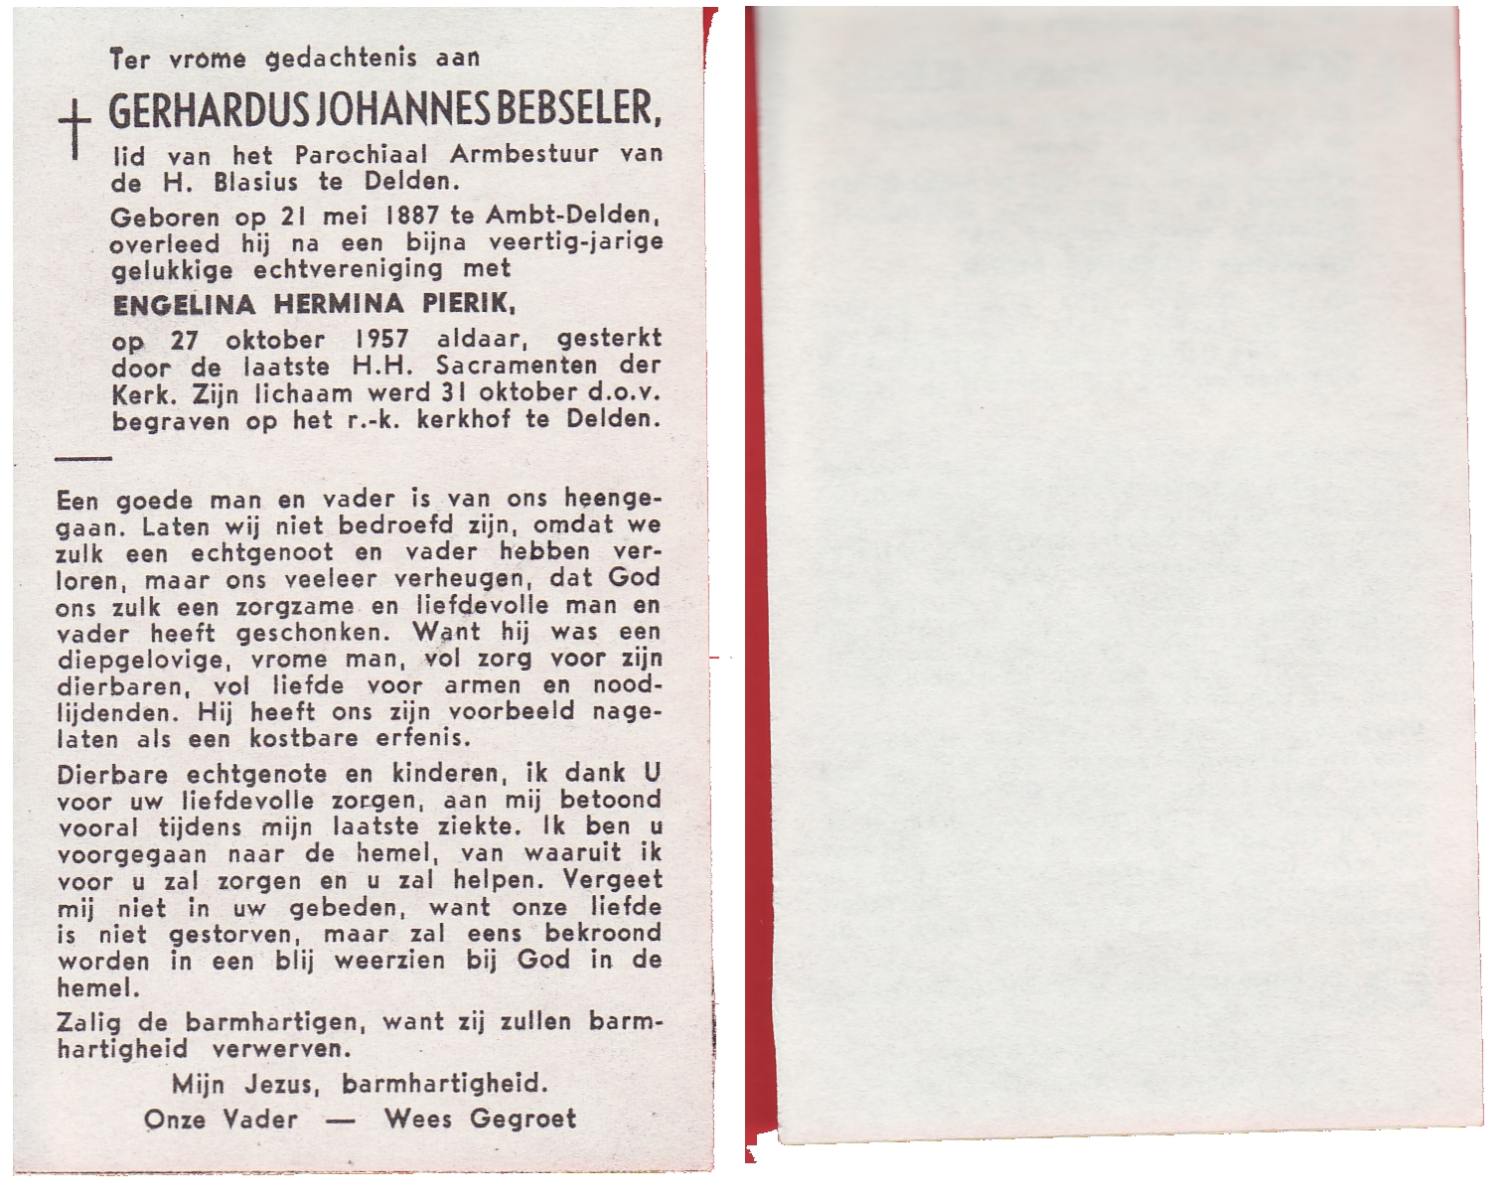 Ter vrome gedachtenis aan
GERHARDUS JOHANNES BEBSELER,
lid van het Parochiaal Armbestuur van
de H. Blasius te Delden.
Geboren op 21 mei 1887 te Ambt-Delden,
overleed hij na een bijna veertig-jarige
gelukkige echtvereniging met
ENGELINA HERMINA PIERIK,
op 27 oktober 1957 aldaar, gesterkt
door de laatste H.H. Sacramenten der
Kerk. Zijn lichaam werd 31 oktober d.o.v.
begraven op het r.-k. kerkhof te Delden.
Een goede man en vader is van ons heenge-
gaan. Laten wij niet bedroefd zijn, omdat we
zulk een echtgenoot en vader hebben ver-
loren, maar ons veeleer verheugen, dat God
ons zulk een zorgzame en liefdevolle man en
vader heeft geschonken. Want hij was een
diepgelovige, vrome man, vol zorg voor zijn
dierbaren, vol liefde voor armen en nood-
lijdenden. Hij heeft ons zijn voorbeeld nage-
laten als een kostbare erfenis.
Dierbare echtgenote en kinderen, ik dank U
voor uw liefdevolle zorgen, aan mij betoond
vooral tijdens mijn laatste ziekte. Ik ben u
voorgegaan naar de hemel, van waaruit ik
voor u zal zorgen en u zal helpen. Vergeet
mij niet in uw gebeden, want onze liefde
is niet gestorven, maar zal eens bekroond
worden in een blij weerzien bij God in de
hemel.
Zalig de barmhartigen, want zij zullen barm-
hartigheid verwerven.
Mijn Jezus, barmhartigheid.
Onze Vader — Wees Gegroet